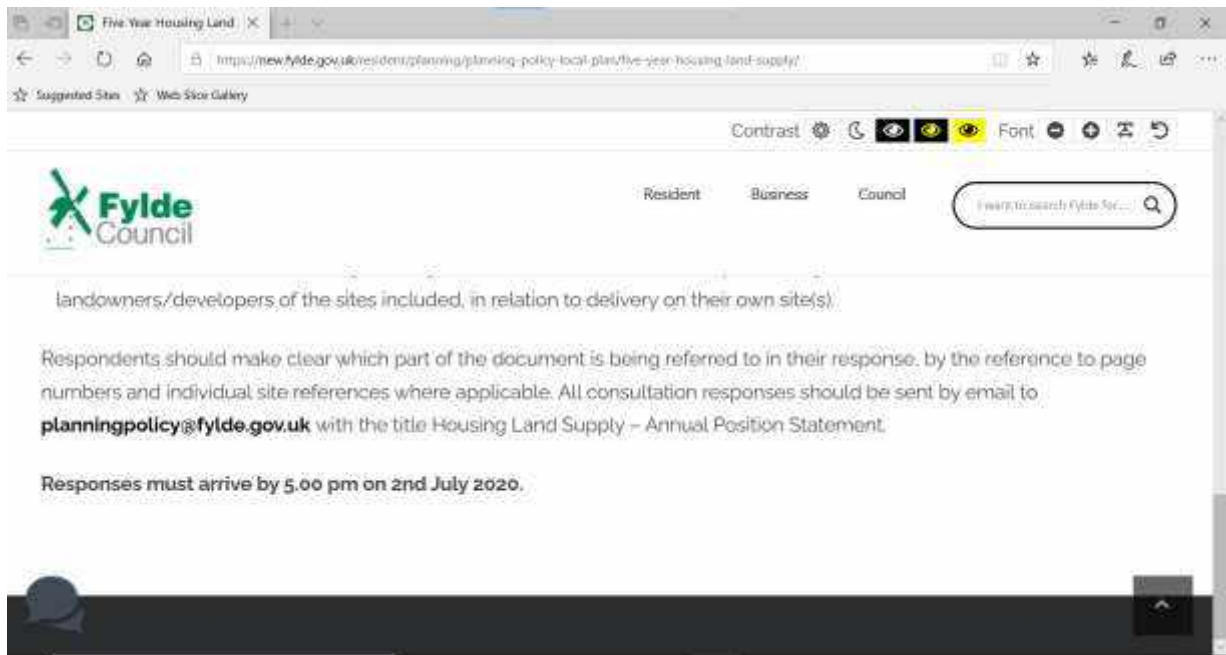 Five Year Housing Land
https://new.fylde.gov.uk/resident/planning/planning-policy-local-plan/five-year-housing-land-supply/
Suggested Sites Web Slice Gallery
Contrast Font
Resident Business Council
I want to search Fylde for...
Fylde
Council
landowners/developers of the sites included, in relation to delivery on their own site(s).
Respondents should make clear which part of the document is being referred to in their response, by the reference to page
numbers and individual site references where applicable. All consultation responses should be sent by email to
planningpolicy@fylde.gov.uk with the title Housing Land Supply – Annual Position Statement.
Responses must arrive by 5.00 pm on 2nd July 2020.